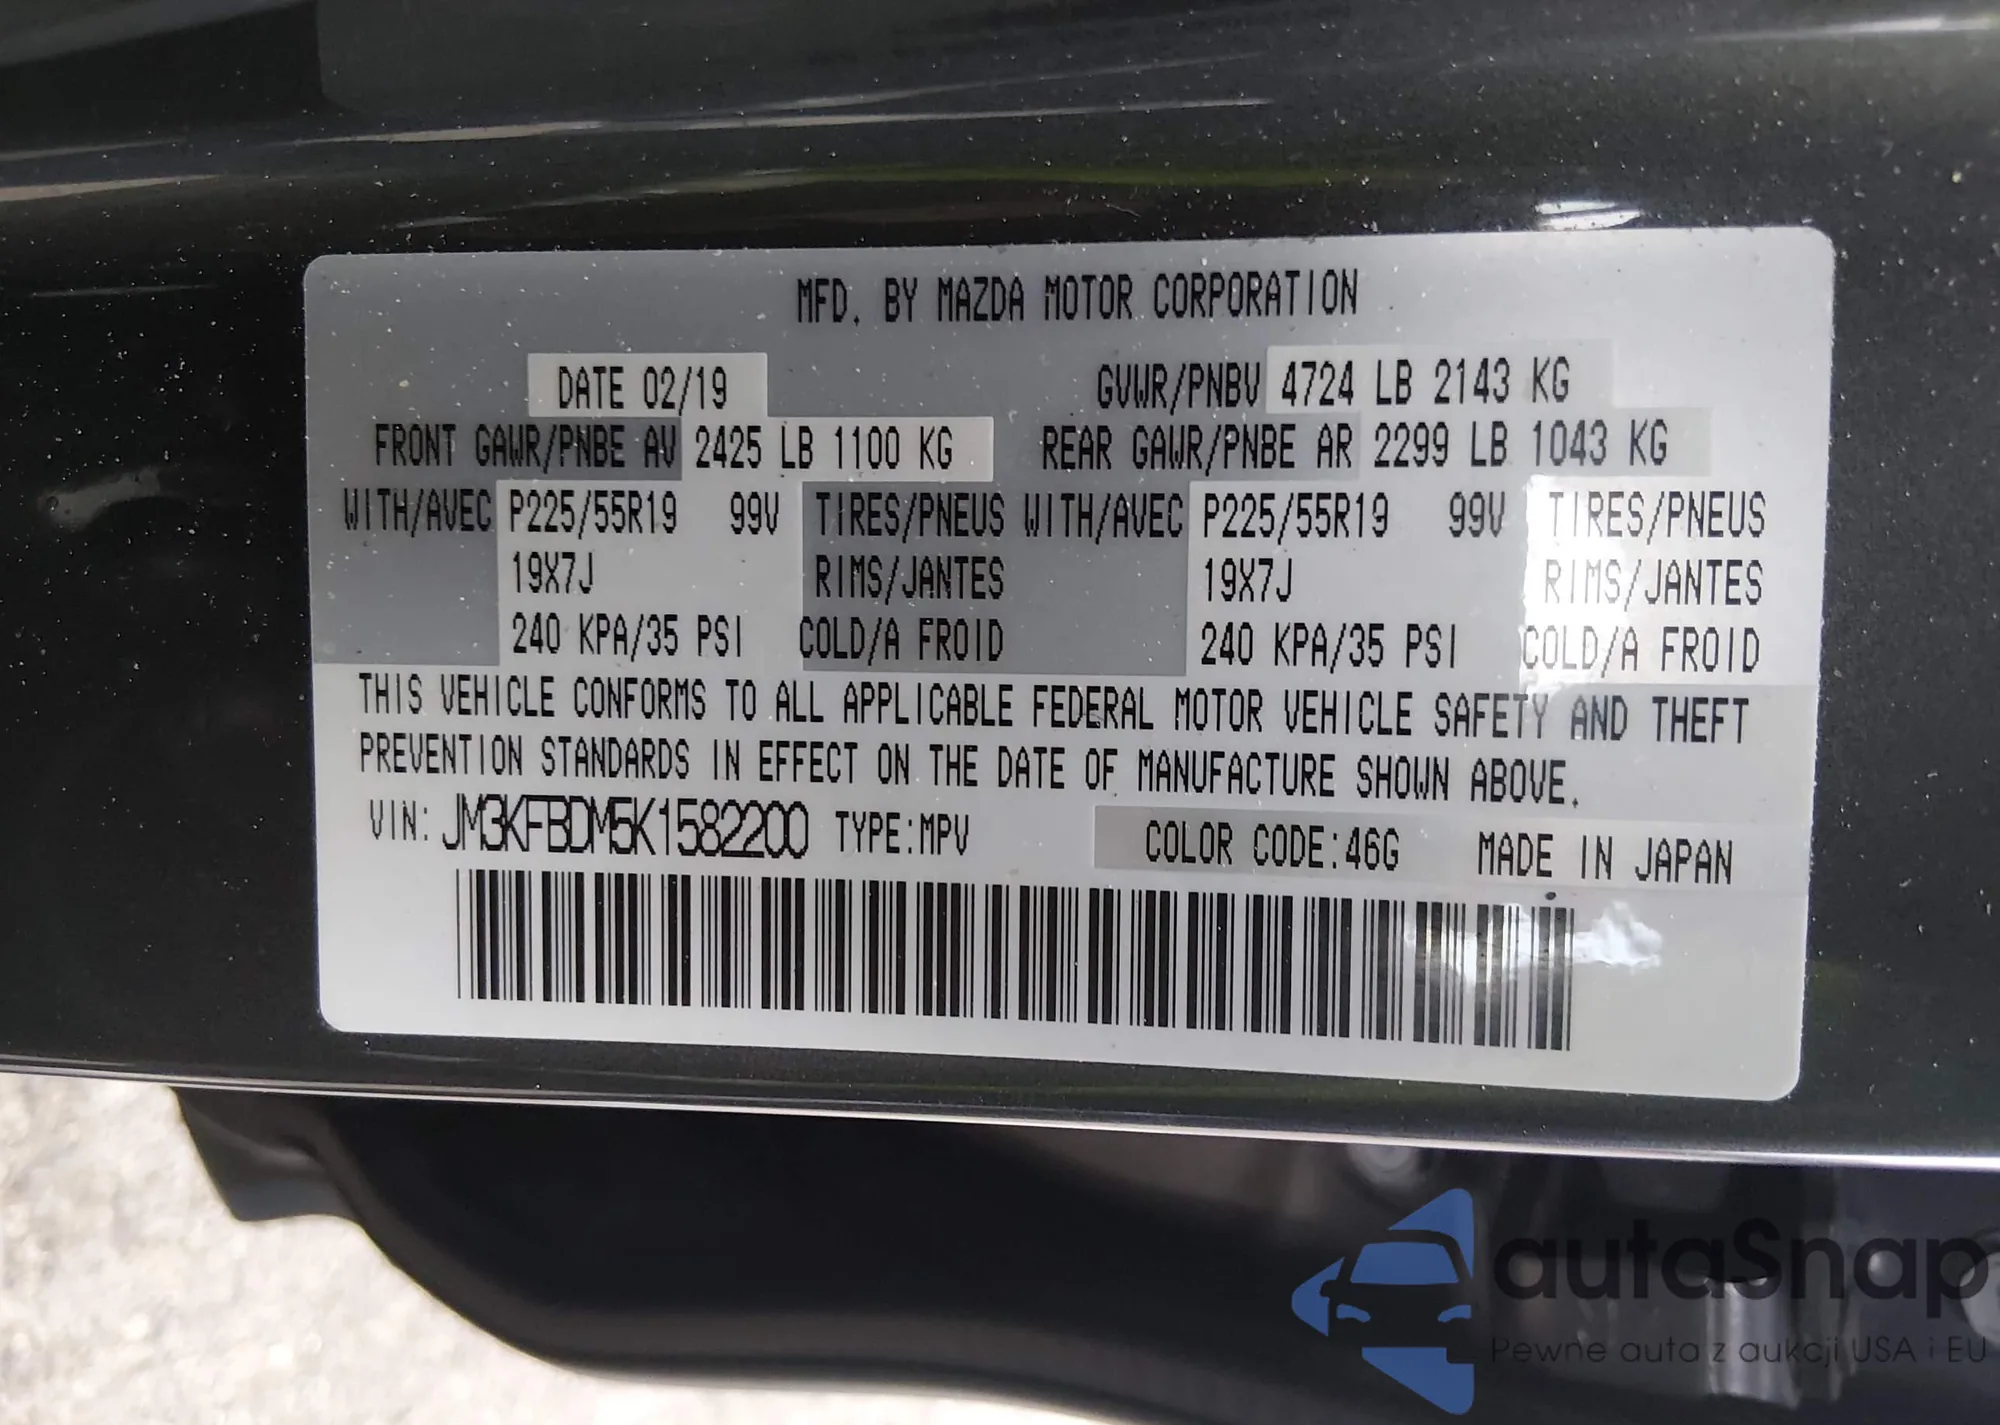 MFD. BY MAZDA MOTOR CORPORATION
DATE 02/19 GVWR/PNBV 4724 LB 2143 KG
FRONT GAWR/PNBE AV 2425 LB 1100 KG REAR GAWR/PNBE AR 2299 LB 1043 KG
WITH/AVEC P225/55R19 99V TIRES/PNEUS WITH/AVEC P225/55R19 99V TIRES/PNEUS
19X7J RIMS/JANTES 19X7J RIMS/JANTES
240 KPA/35 PSI COLD/A FROID 240 KPA/35 PSI COLD/A FROID
THIS VEHICLE CONFORMS TO ALL APPLICABLE FEDERAL MOTOR VEHICLE SAFETY AND THEFT
PREVENTION STANDARDS IN EFFECT ON THE DATE OF MANUFACTURE SHOWN ABOVE.
VIN: JM3KFBDM5K1582200 TYPE:MPV COLOR CODE:46G MADE IN JAPAN
autaSnap
Pewne auta z aukcji USA i EU